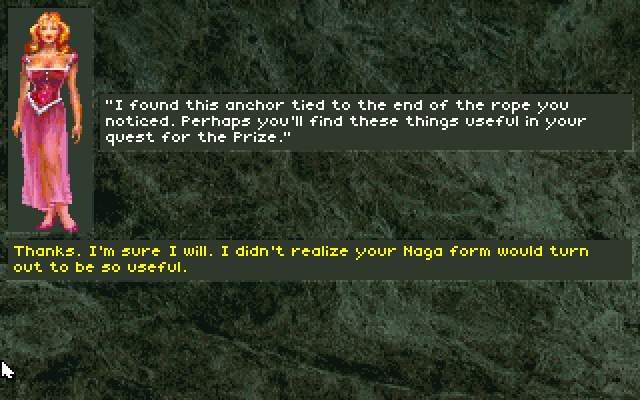 "I found this anchor tied to the end of the rope you
noticed. Perhaps you'll find these things useful in your
quest for the Prize."
Thanks. I'm sure I will. I didn't realize your Naga form would turn
out to be so useful.